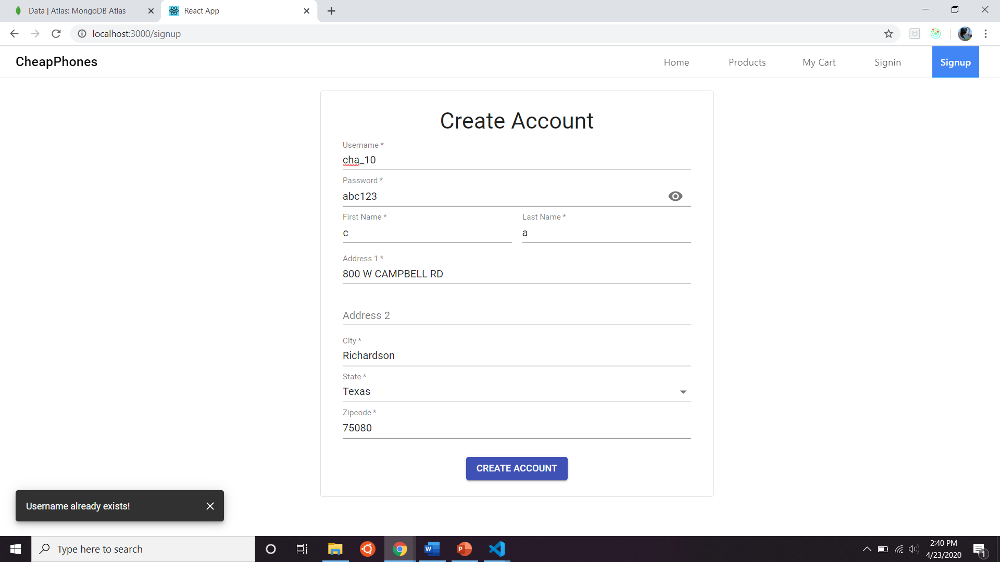 Data | Atlas: MongoDB Atlas
React App
localhost:3000/signup
CheapPhones
Home
Products
My Cart
Signin
Signup
Create Account
Username *
cha_10
Password *
abc123
First Name *
Last Name *
c
a
Address 1 *
800 W CAMPBELL RD
Address 2
City *
Richardson
State *
Texas
Zipcode *
75080
CREATE ACCOUNT
Username already exists!
Type here to search
2:40 PM
4/23/2020
1